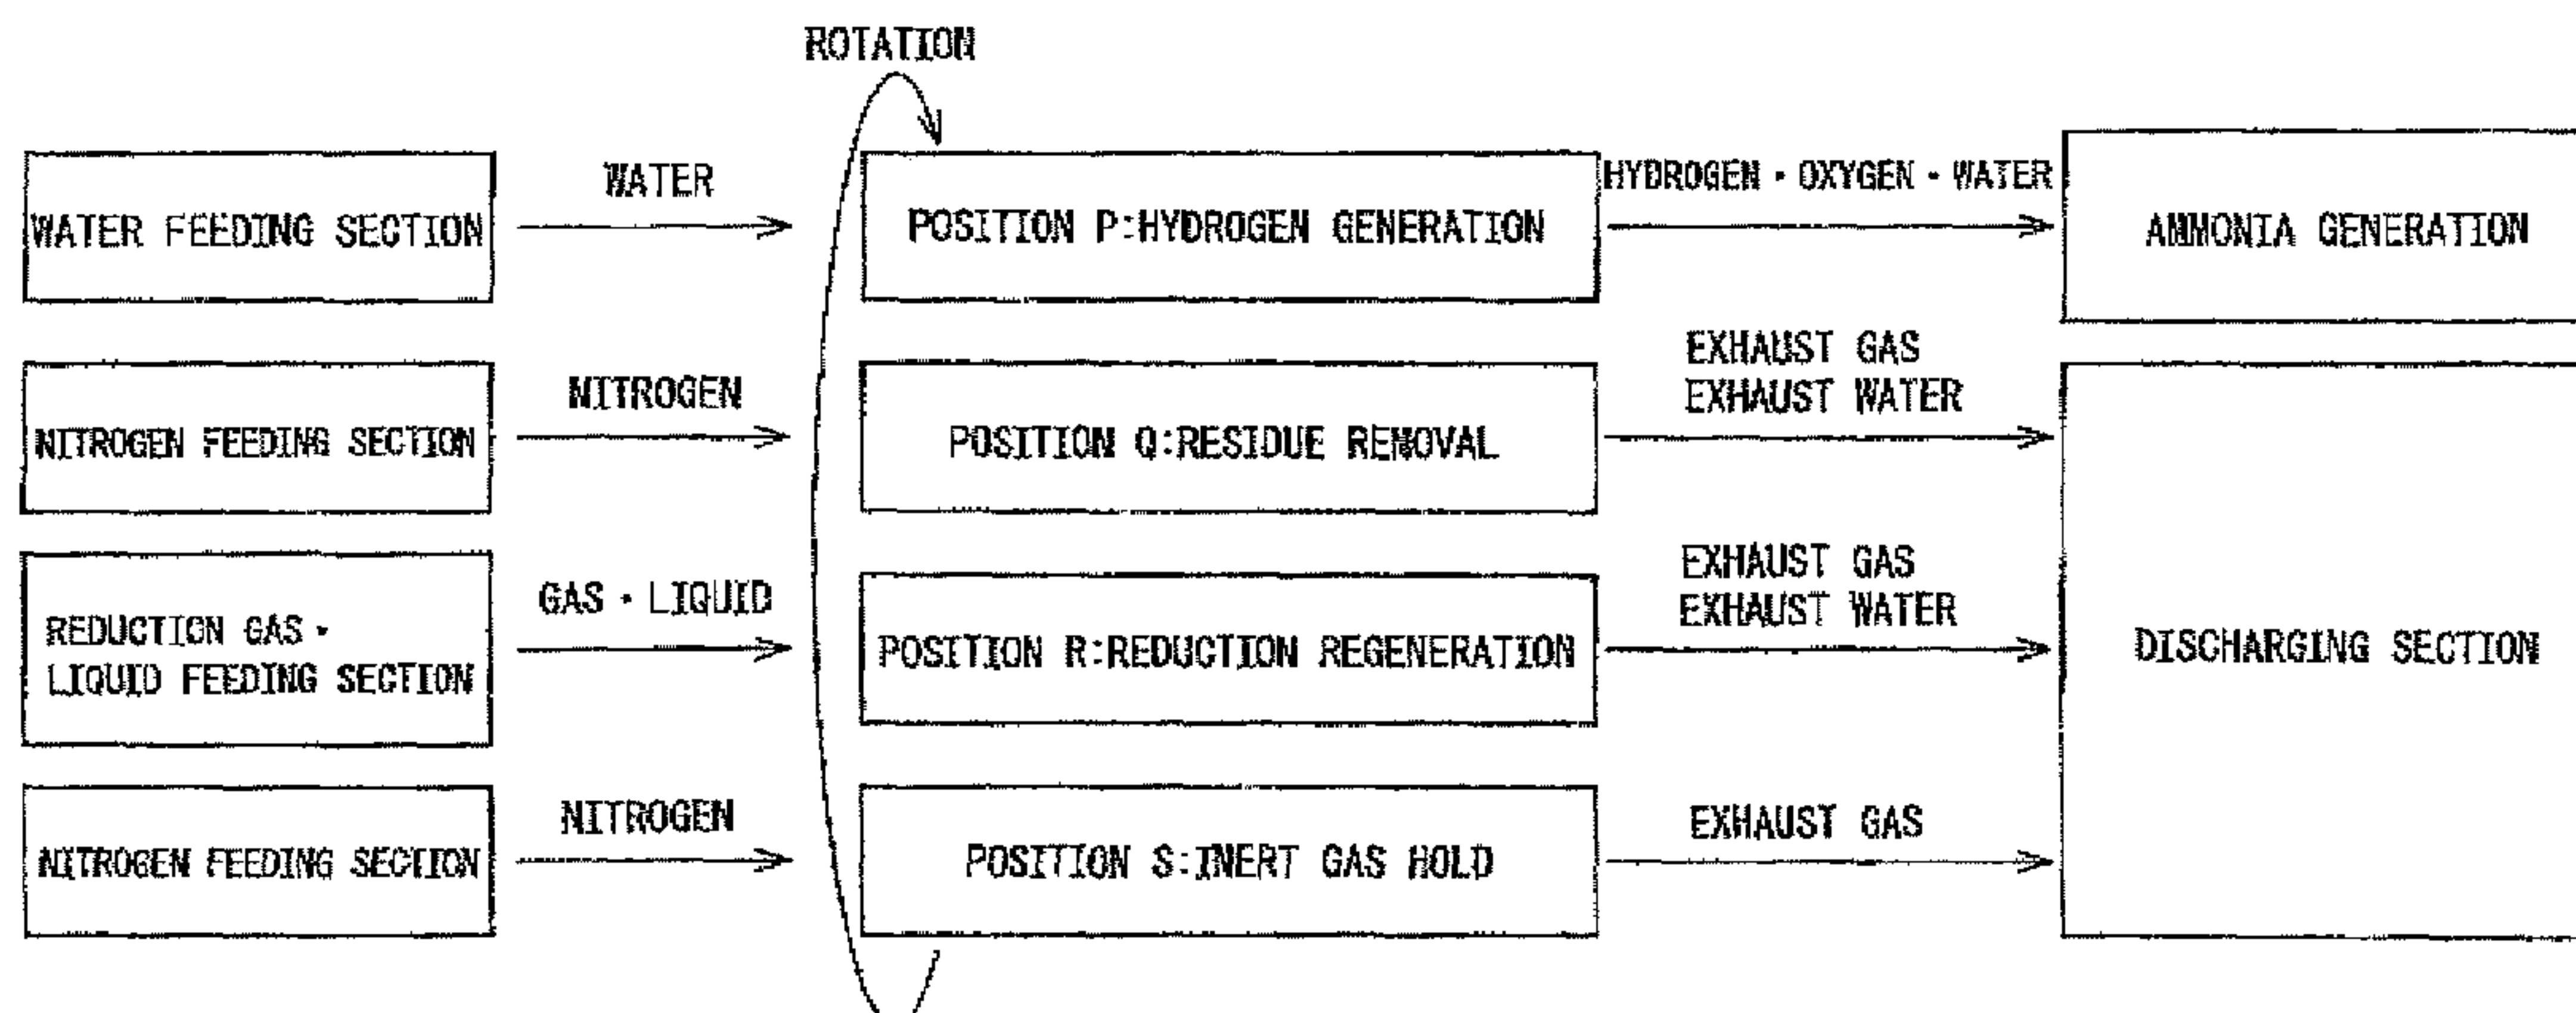 ROTATION
WATER FEEDING SECTION
WATER
POSITION P:HYDROGEN GENERATION
HYDROGEN・OXYGEN・WATER
AMMONIA GENERATION
NITROGEN FEEDING SECTION
NITROGEN
POSITION Q:RESIDUE REMOVAL
EXHAUST GAS
EXHAUST WATER
REDUCTION GAS・
LIQUID FEEDING SECTION
GAS・LIQUID
POSITION R:REDUCTION REGENERATION
EXHAUST GAS
EXHAUST WATER
DISCHARGING SECTION
NITROGEN FEEDING SECTION
NITROGEN
POSITION S:INERT GAS HOLD
EXHAUST GAS